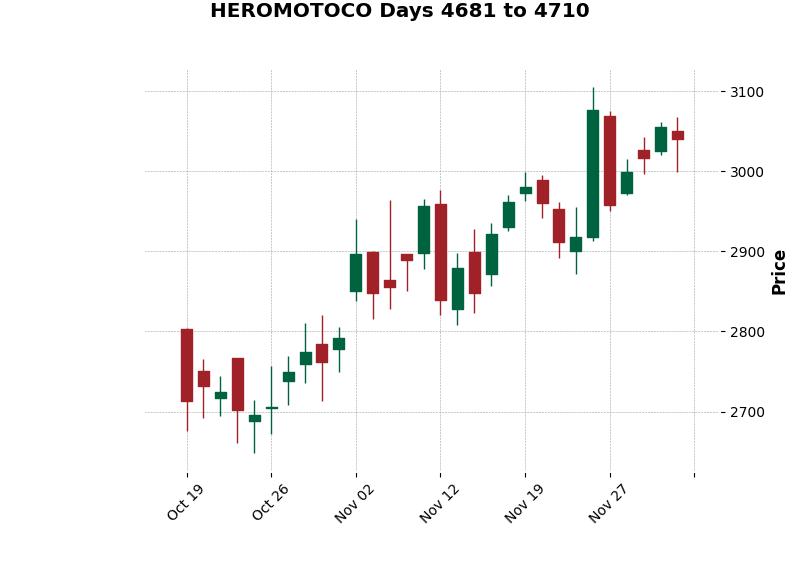 HEROMOTOCO Days 4681 to 4710
3100
3000
2900
2800
2700
Price
Oct 19
Oct 26
Nov 02
Nov 12
Nov 19
Nov 27